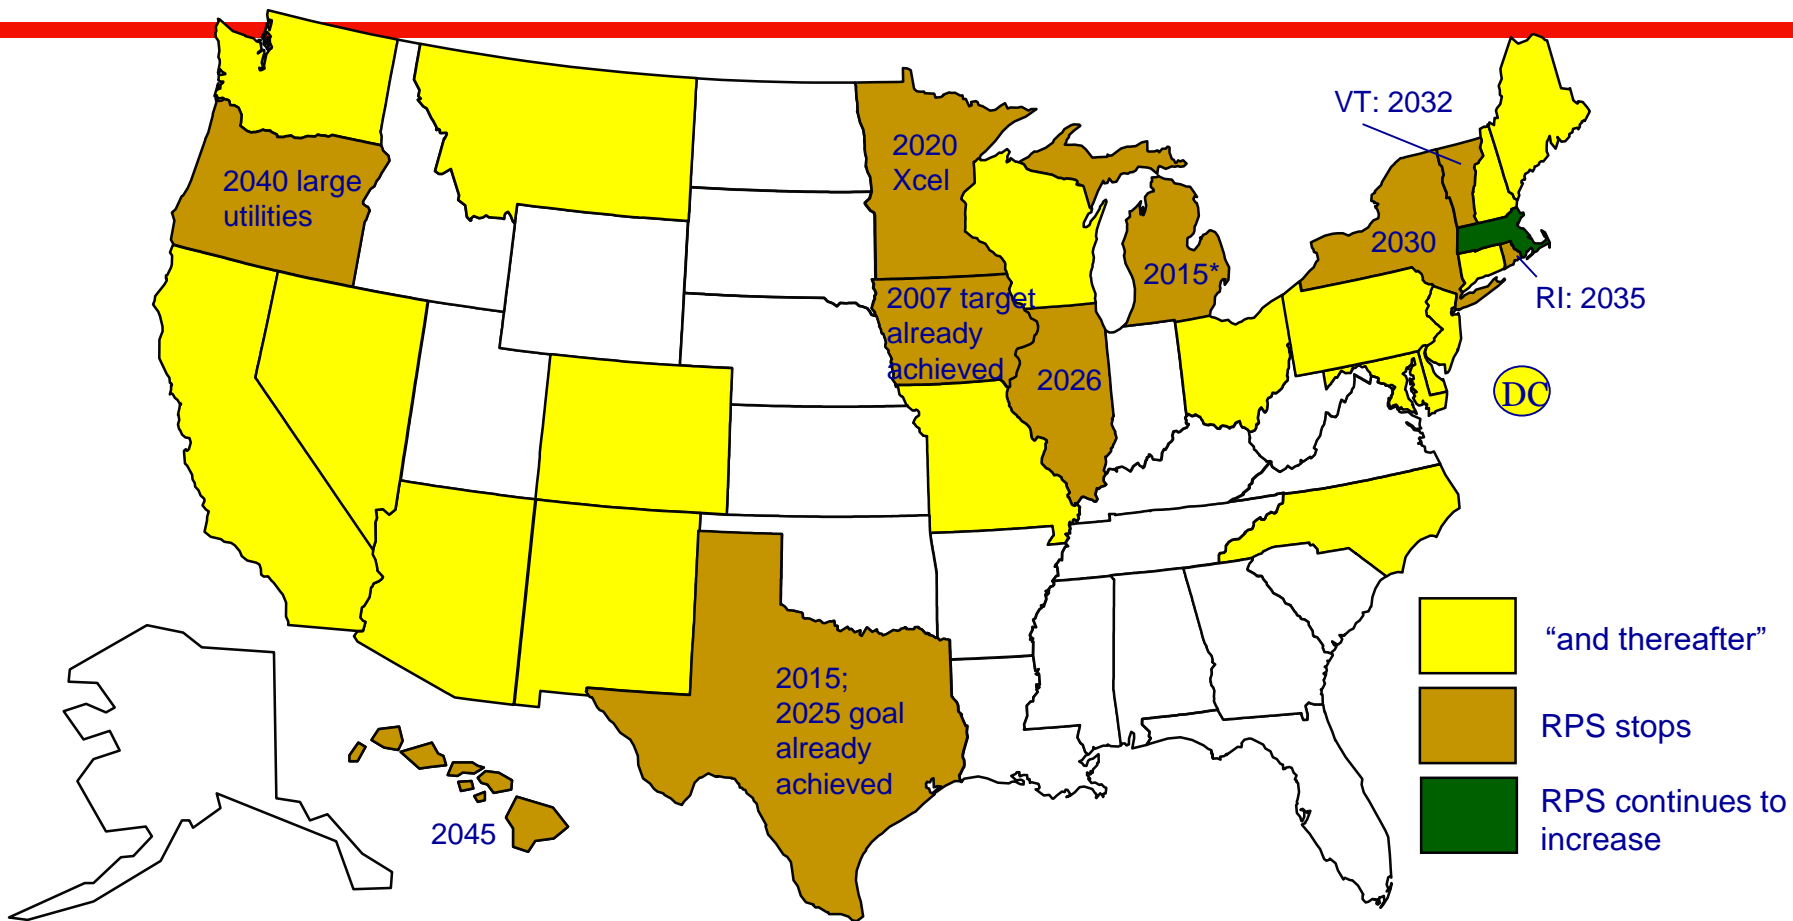 VT: 2032
2020
Xcel
2040 large
utilities
2030
2015*
RI: 2035
2007 target
already
achieved
2026
DC
"and thereafter"
2015;
2025 goal
already
achieved
RPS stops
RPS continues to
increase
2045